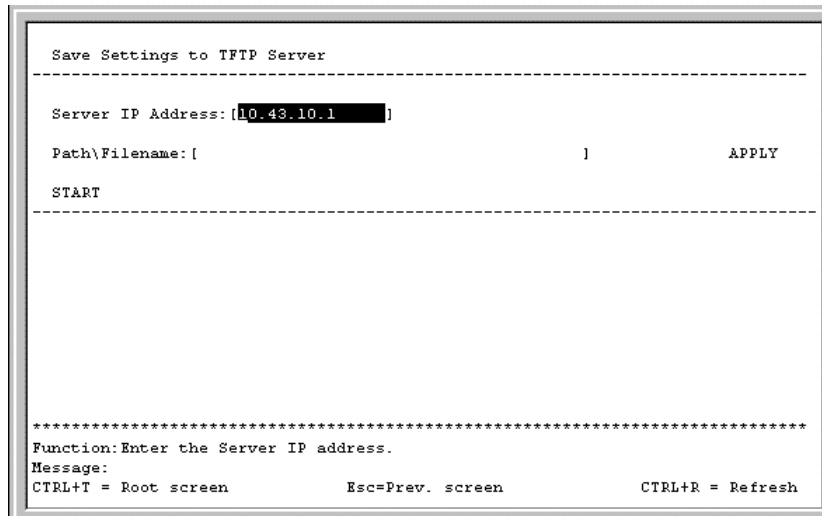 Save Settings to TFTP Server
--------------------------------------------------------------------------------
Server IP Address:[10.43.10.1     ]
Path\Filename:[                                        ]              APPLY
START
--------------------------------------------------------------------------------
********************************************************************************
Function:Enter the Server IP address.
Message:
CTRL+T = Root screen            Esc=Prev. screen              CTRL+R = Refresh